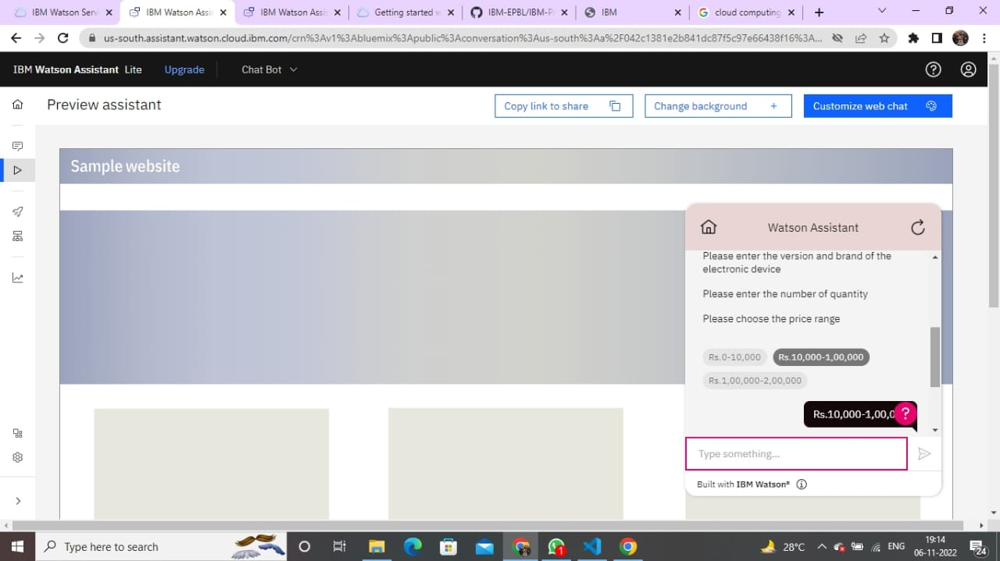 IBM Watson Serv
IBM Watson Assis
IBM Watson Assis
Getting started w
IBM-EPBL/IBM-Pr
IBM
cloud computing
us-south.assistant.watson.cloud.ibm.com/crn%3Av1%3Abluemix%3Apublic%3Aconversation%3Aus-south%3Aa%2F042c1381e2b841dc87f5c97e66438f16%3A...
IBM Watson Assistant Lite
Upgrade
Chat Bot
Preview assistant
Copy link to share
Change background +
Customize web chat
Sample website
Watson Assistant
Please enter the version and brand of the
electronic device
Please enter the number of quantity
Please choose the price range
Rs.0-10,000
Rs.10,000-1,00,000
Rs.1,00,000-2,00,000
Rs.10,000-1,00,0
?
Type something...
Built with IBM Watson®
Type here to search
1
28°C
ENG
19:14
06-11-2022
24